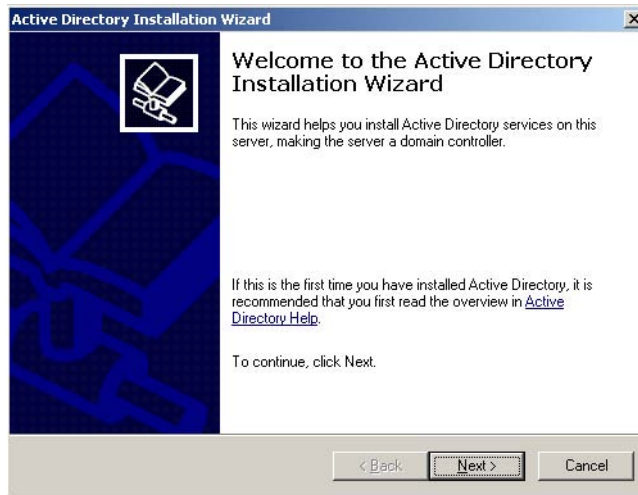 Active Directory Installation Wizard
Welcome to the Active Directory
Installation Wizard
This wizard helps you install Active Directory services on this
server, making the server a domain controller.
If this is the first time you have installed Active Directory, it is
recommended that you first read the overview in Active
Directory Help.
To continue, click Next.
< Back Next > Cancel